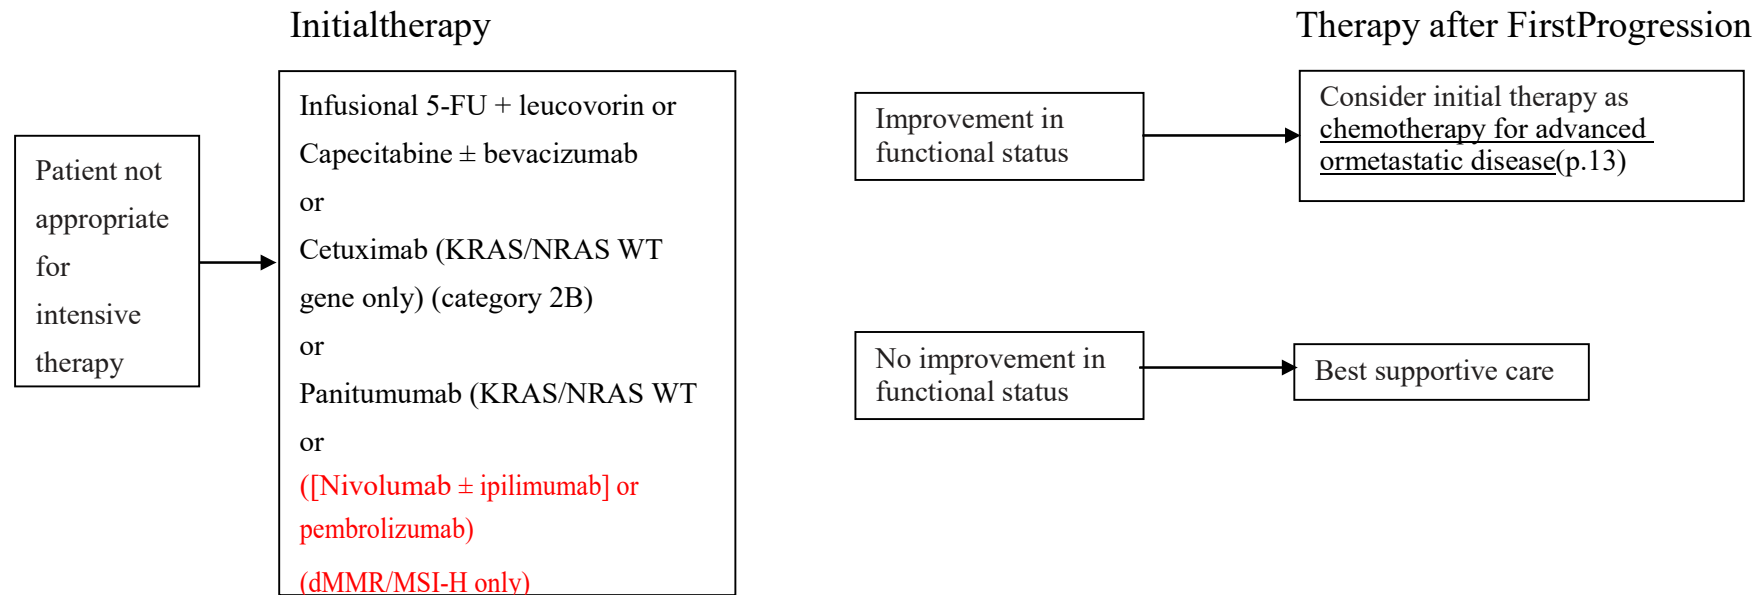 Initialtherapy
Therapy after FirstProgression
Patient not
appropriate
for
intensive
therapy
Infusional 5-FU + leucovorin or
Capecitabine ± bevacizumab
or
Cetuximab (KRAS/NRAS WT
gene only) (category 2B)
or
Panitumumab (KRAS/NRAS WT
or
([Nivolumab ± ipilimumab] or
pembrolizumab)
(dMMR/MSI-H only)
Improvement in
functional status
Consider initial therapy as
chemotherapy for advanced
ormetastatic disease(p.13)
No improvement in
functional status
Best supportive care